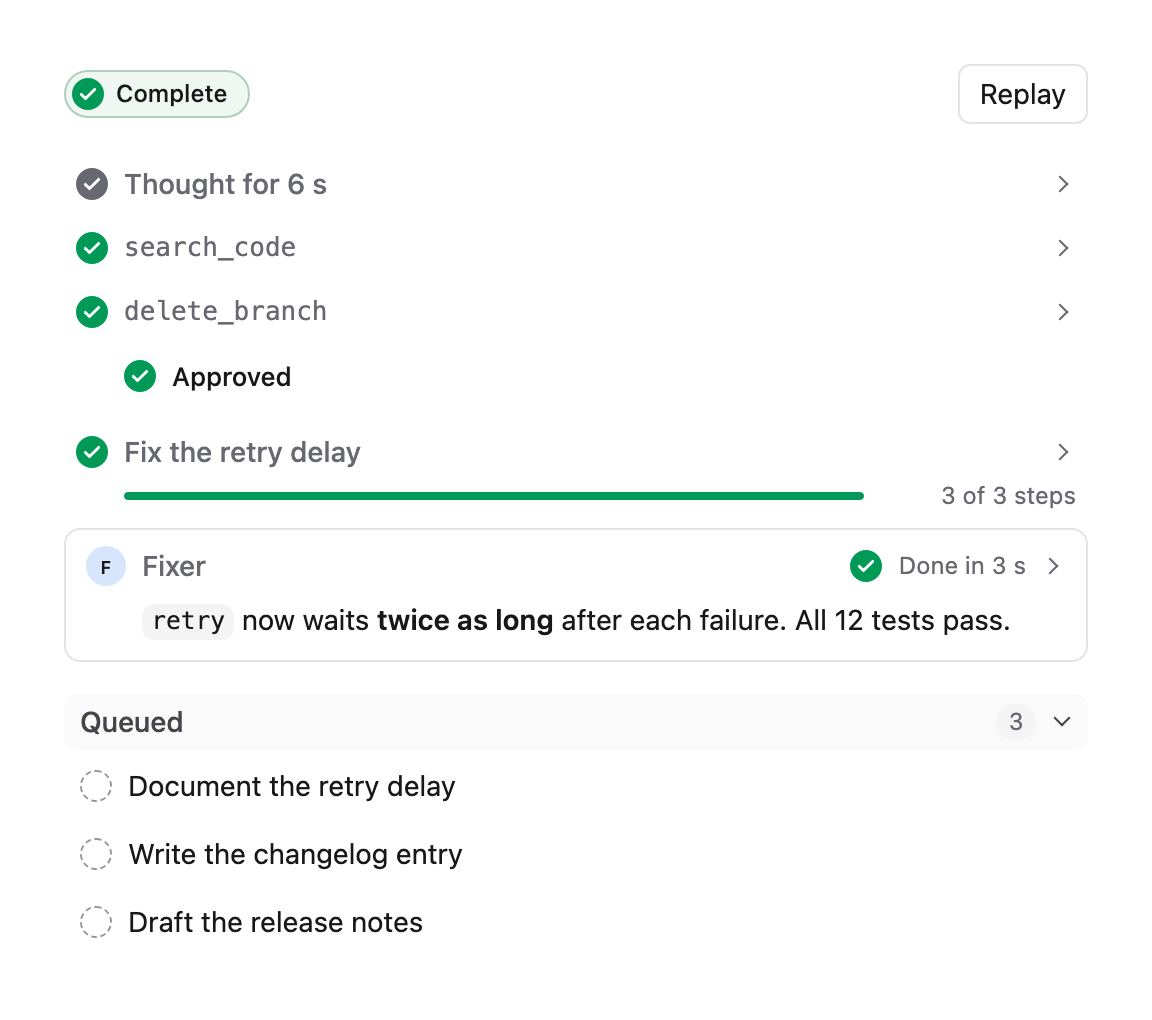 Complete
Replay
Thought for 6 s
search_code
delete_branch
Approved
Fix the retry delay
3 of 3 steps
F Fixer Done in 3 s
retry now waits twice as long after each failure. All 12 tests pass.
Queued 3
Document the retry delay
Write the changelog entry
Draft the release notes